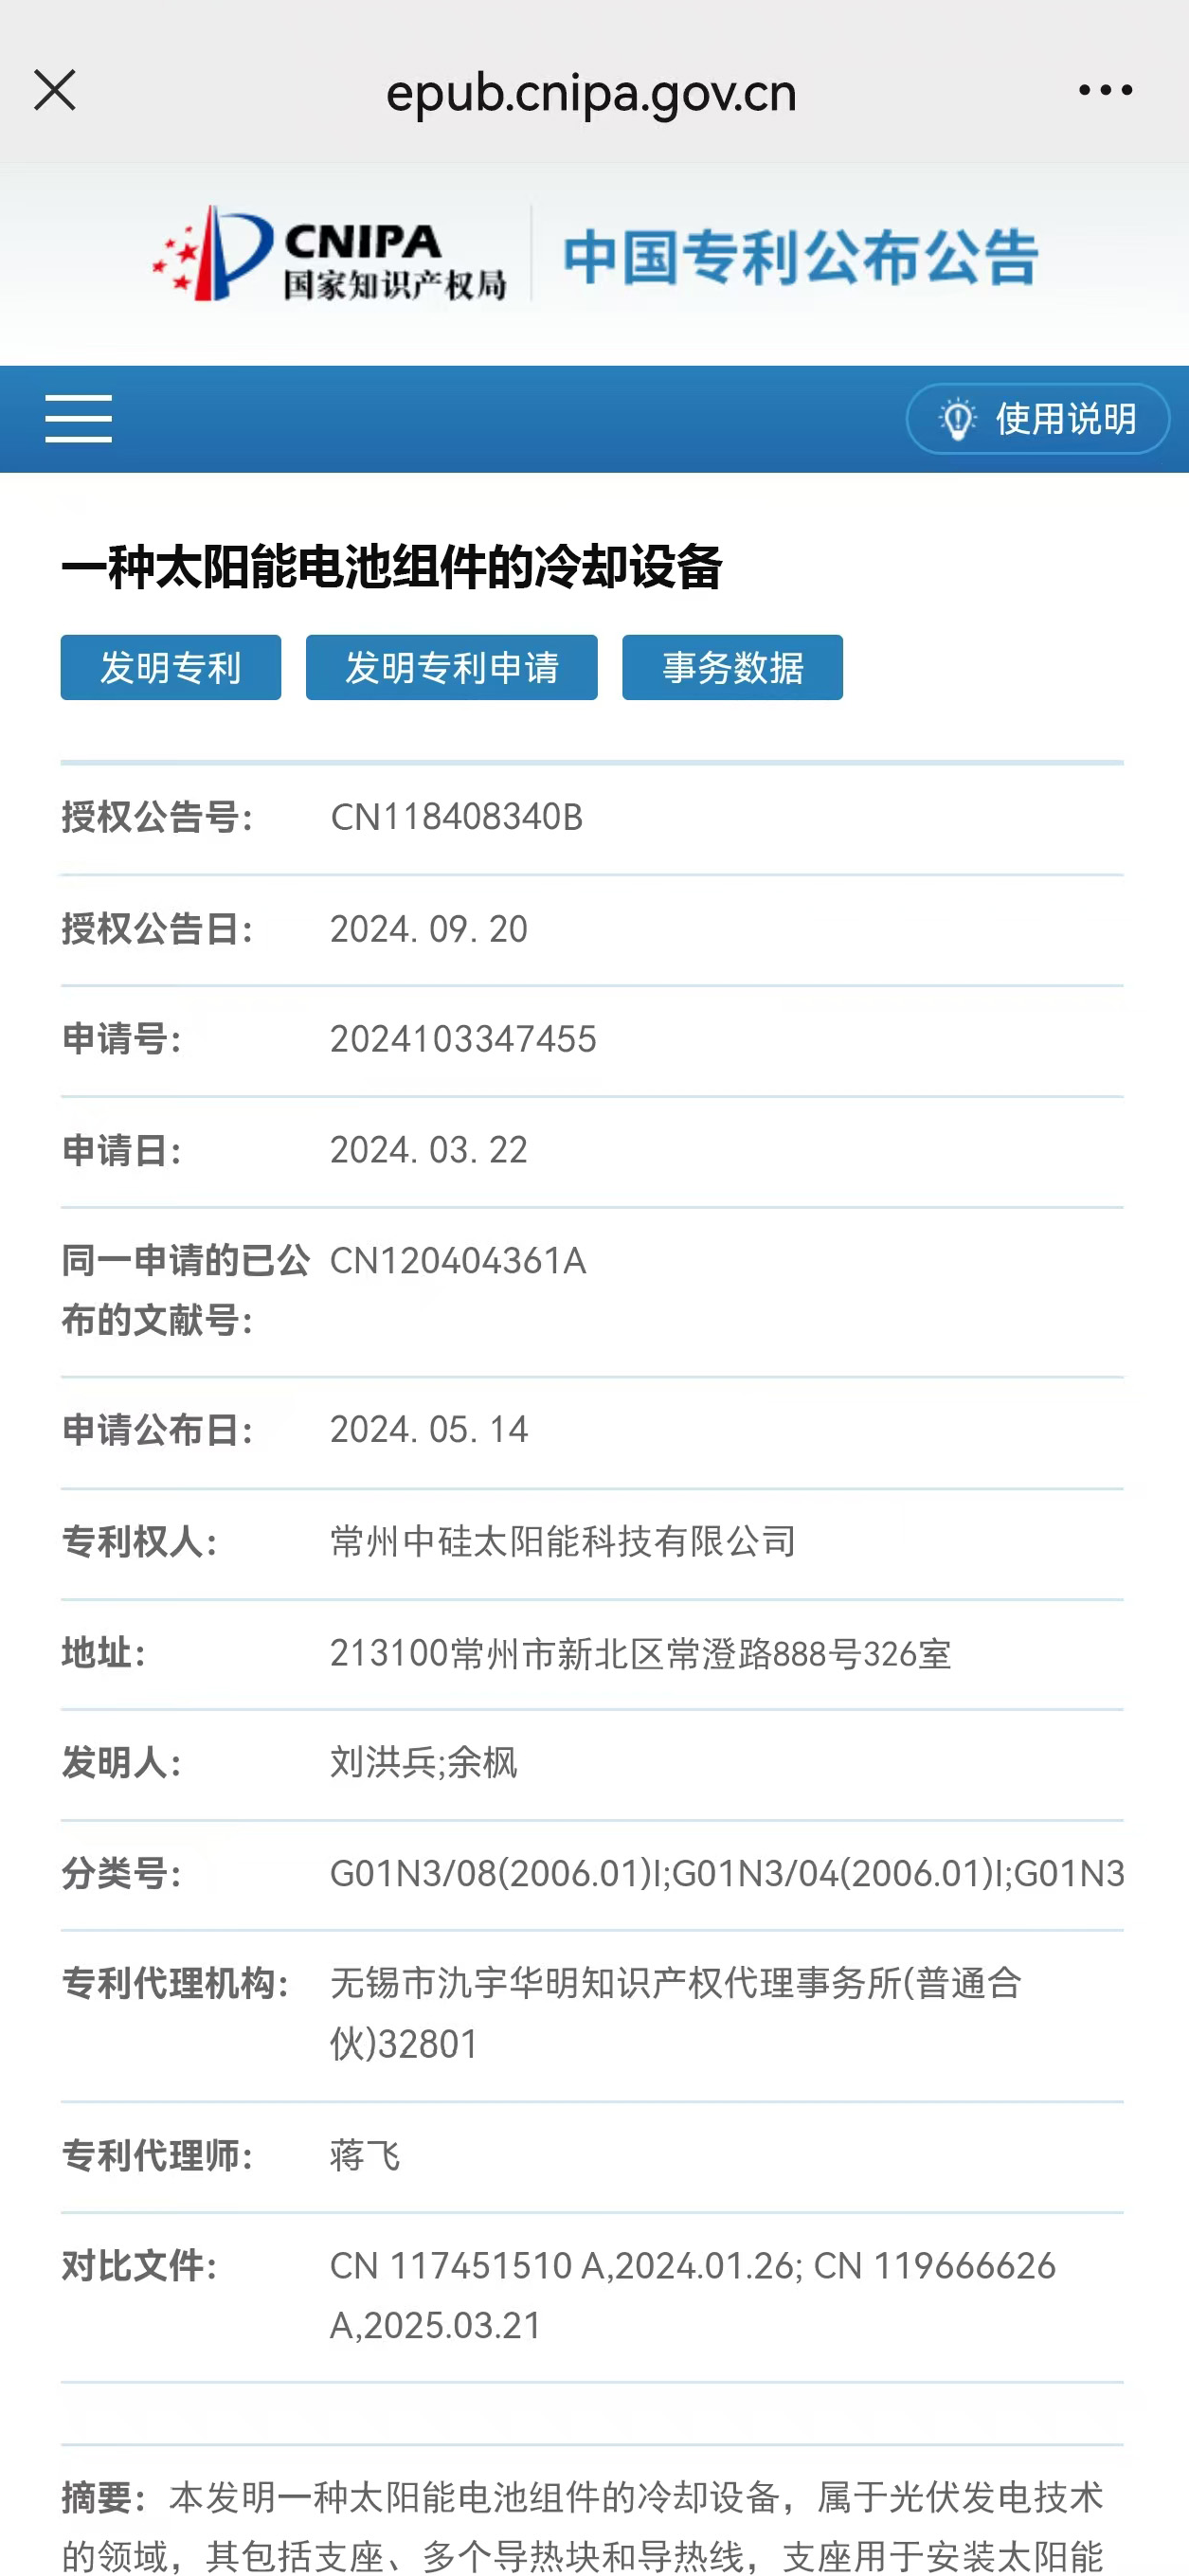 epub.cnipa.gov.cn
CNIPA
国家知识产权局
中国专利公布公告
使用说明
一种太阳能电池组件的冷却设备
发明专利 发明专利申请 事务数据
授权公告号: CN118408340B
授权公告日: 2024. 09. 20
申请号: 2024103347455
申请日: 2024. 03. 22
同一申请的已公 CN120404361A
布的文献号:
申请公布日: 2024. 05. 14
专利权人: 常州中硅太阳能科技有限公司
地址: 213100常州市新北区常澄路888号326室
发明人: 刘洪兵;余枫
分类号: G01N3/08(2006.01)I;G01N3/04(2006.01)I;G01N3
专利代理机构: 无锡市氿宇华明知识产权代理事务所(普通合
伙)32801
专利代理师: 蒋飞
对比文件: CN 117451510 A,2024.01.26; CN 119666626
A,2025.03.21
摘要: 本发明一种太阳能电池组件的冷却设备，属于光伏发电技术
的领域，其包括支座、多个导热块和导热线，支座用于安装太阳能